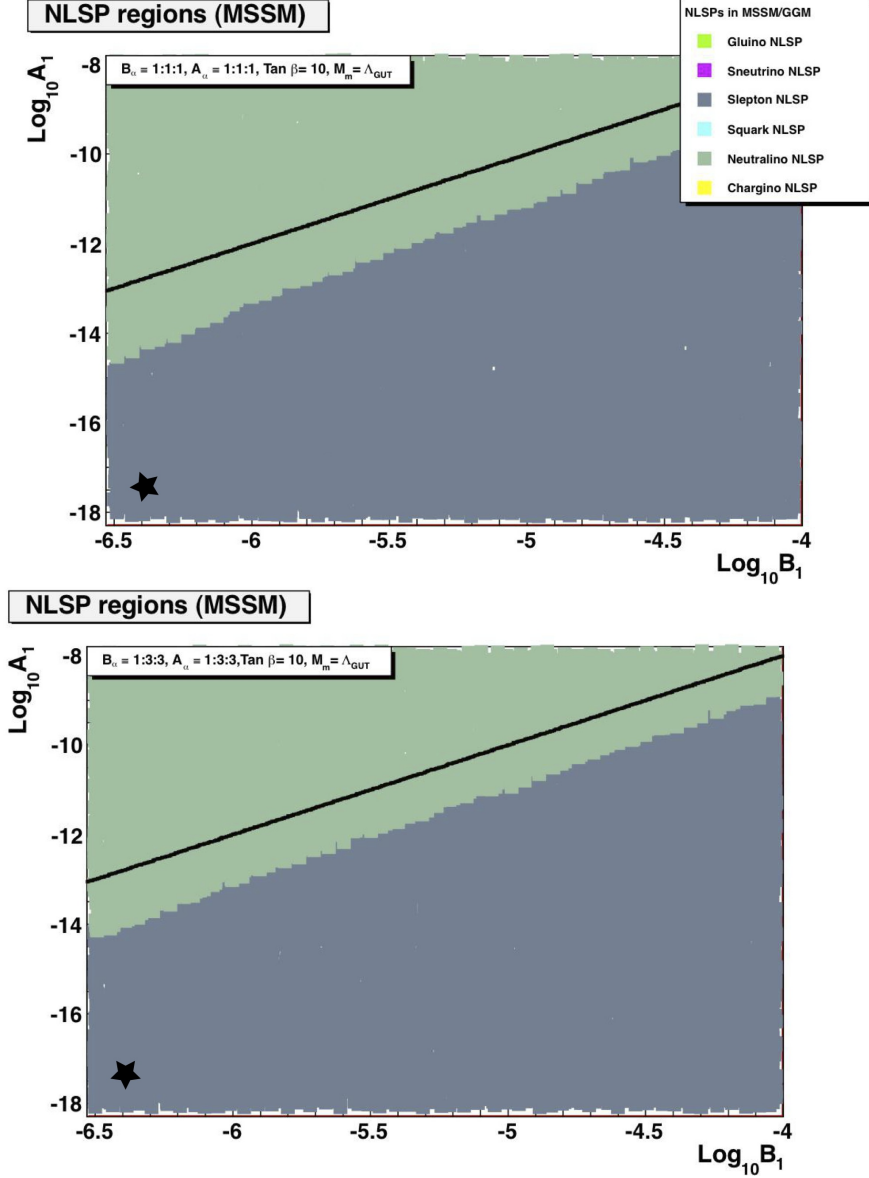 NLSP regions (MSSM)
NLSPs in MSSM/GGM
Gluino NLSP
Sneutrino NLSP
Slepton NLSP
Squark NLSP
Neutralino NLSP
Chargino NLSP
B_α = 1:1:1, A_α = 1:1:1, Tan β= 10, M_m= Λ_GUT
Log₁₀A₁
-8
-10
-12
-14
-16
-18
-6.5 -6 -5.5 -5 -4.5 -4
Log₁₀B₁
NLSP regions (MSSM)
B_α = 1:3:3, A_α = 1:3:3,Tan β= 10, M_m= Λ_GUT
Log₁₀A₁
-8
-10
-12
-14
-16
-18
-6.5 -6 -5.5 -5 -4.5 -4
Log₁₀B₁